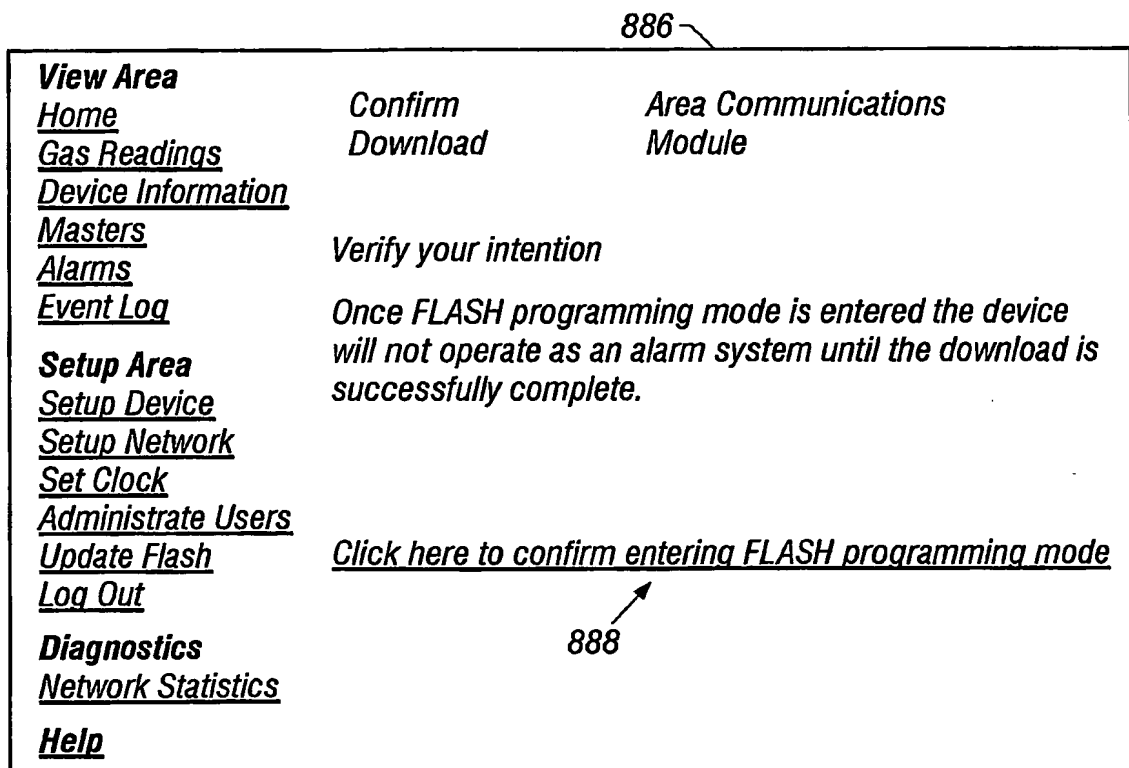 886
View Area
Home
Gas Readings
Device Information
Masters
Alarms
Event Log
Setup Area
Setup Device
Setup Network
Set Clock
Administrate Users
Update Flash
Log Out
Diagnostics
Network Statistics
Help
Confirm Download
Area Communications Module
Verify your intention
Once FLASH programming mode is entered the device
will not operate as an alarm system until the download is
successfully complete.
Click here to confirm entering FLASH programming mode
888